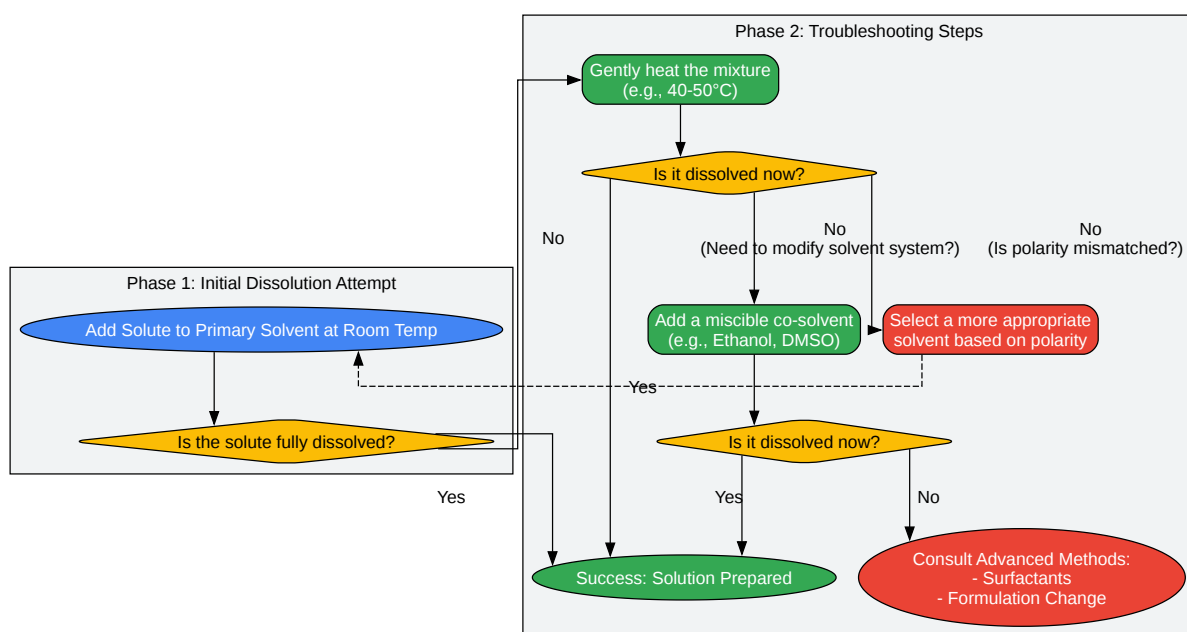 Phase 2: Troubleshooting Steps
Gently heat the mixture
(e.g., 40-50°C)
Is it dissolved now?
No
No
(Need to modify solvent system?)
No
(Is polarity mismatched?)
Phase 1: Initial Dissolution Attempt
Add Solute to Primary Solvent at Room Temp
Add a miscible co-solvent
(e.g., Ethanol, DMSO)
Select a more appropriate
solvent based on polarity
Yes
Is the solute fully dissolved?
Is it dissolved now?
Yes
Yes
No
Success: Solution Prepared
Consult Advanced Methods:
- Surfactants
- Formulation Change